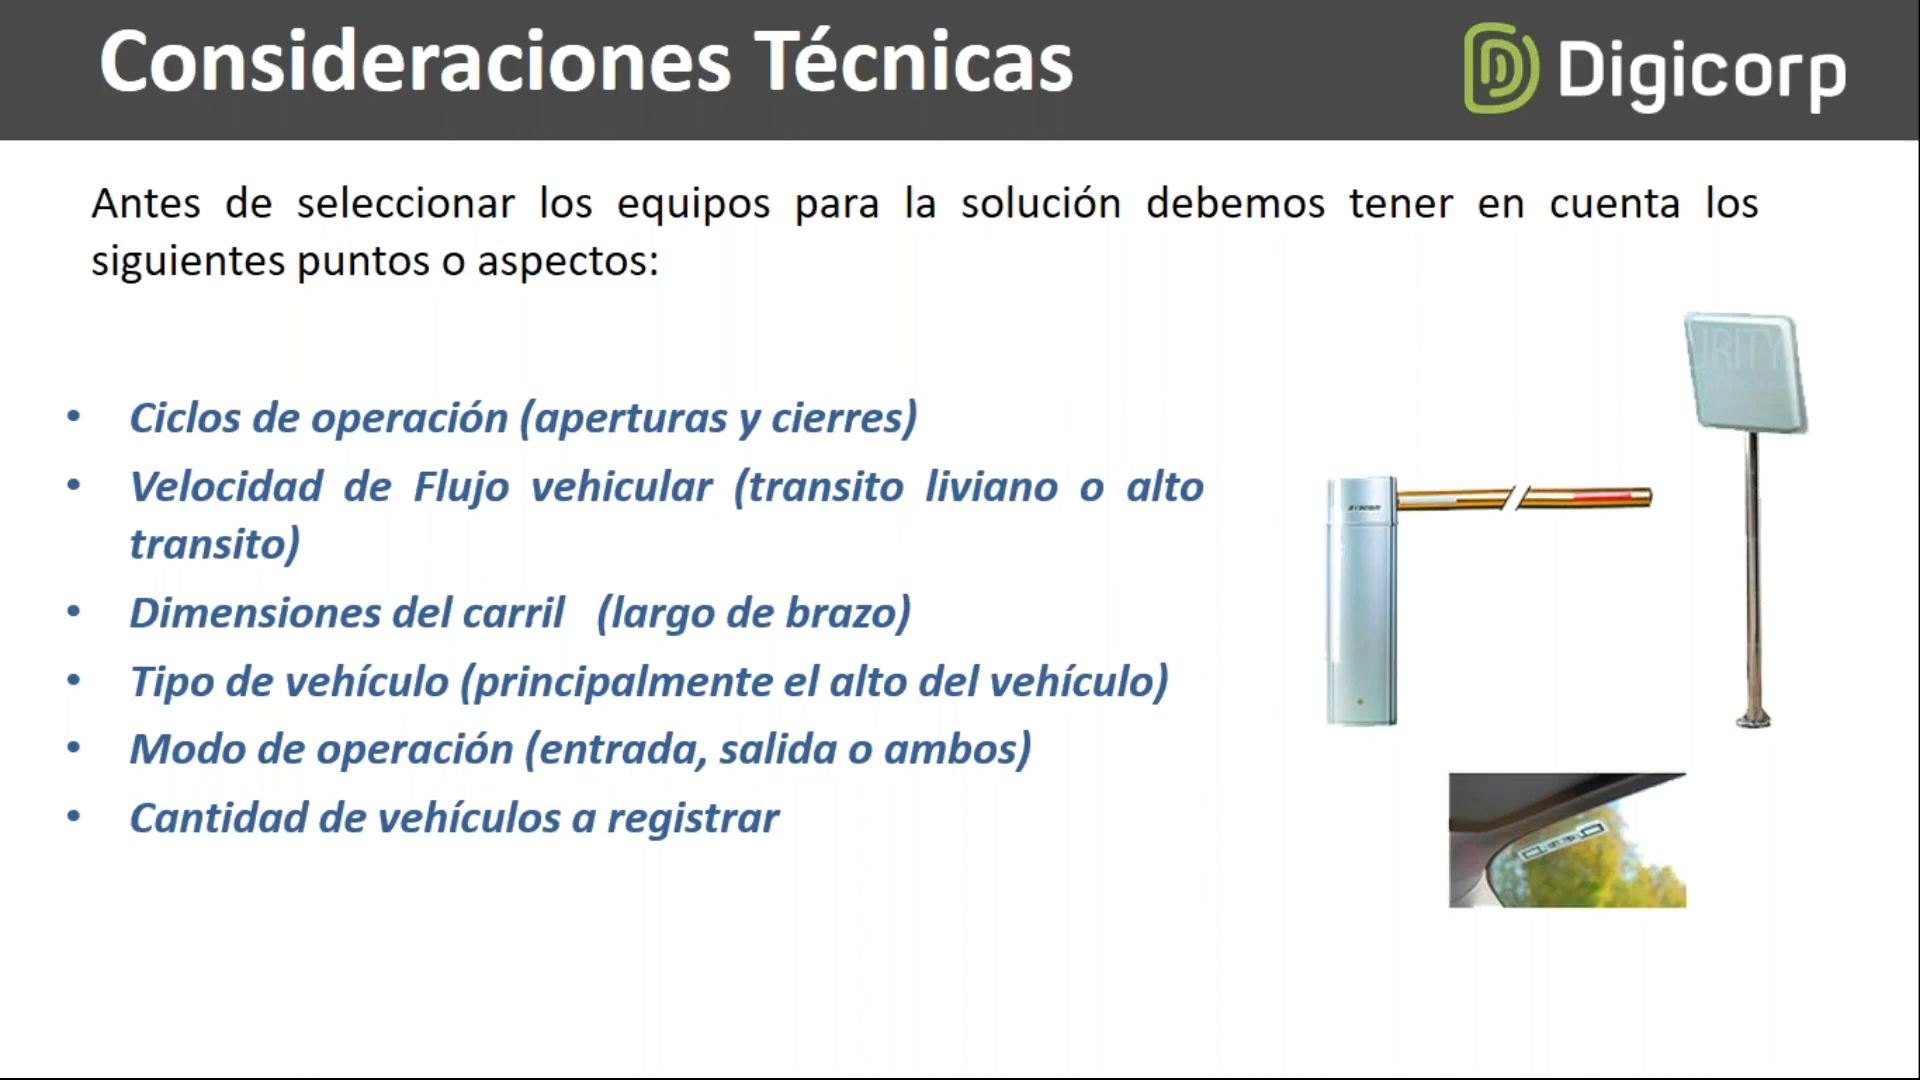 Consideraciones Técnicas
Digicorp
Antes de seleccionar los equipos para la solución debemos tener en cuenta los
siguientes puntos o aspectos:
• Ciclos de operación (aperturas y cierres)
• Velocidad de Flujo vehicular (transito liviano o alto
transito)
• Dimensiones del carril (largo de brazo)
• Tipo de vehículo (principalmente el alto del vehículo)
• Modo de operación (entrada, salida o ambos)
• Cantidad de vehículos a registrar
URITY